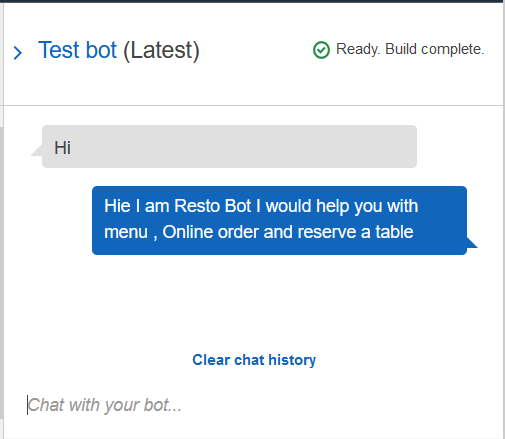 Test bot (Latest)
Ready. Build complete.
Hi
Hie I am Resto Bot I would help you with
menu , Online order and reserve a table
Clear chat history
Chat with your bot...